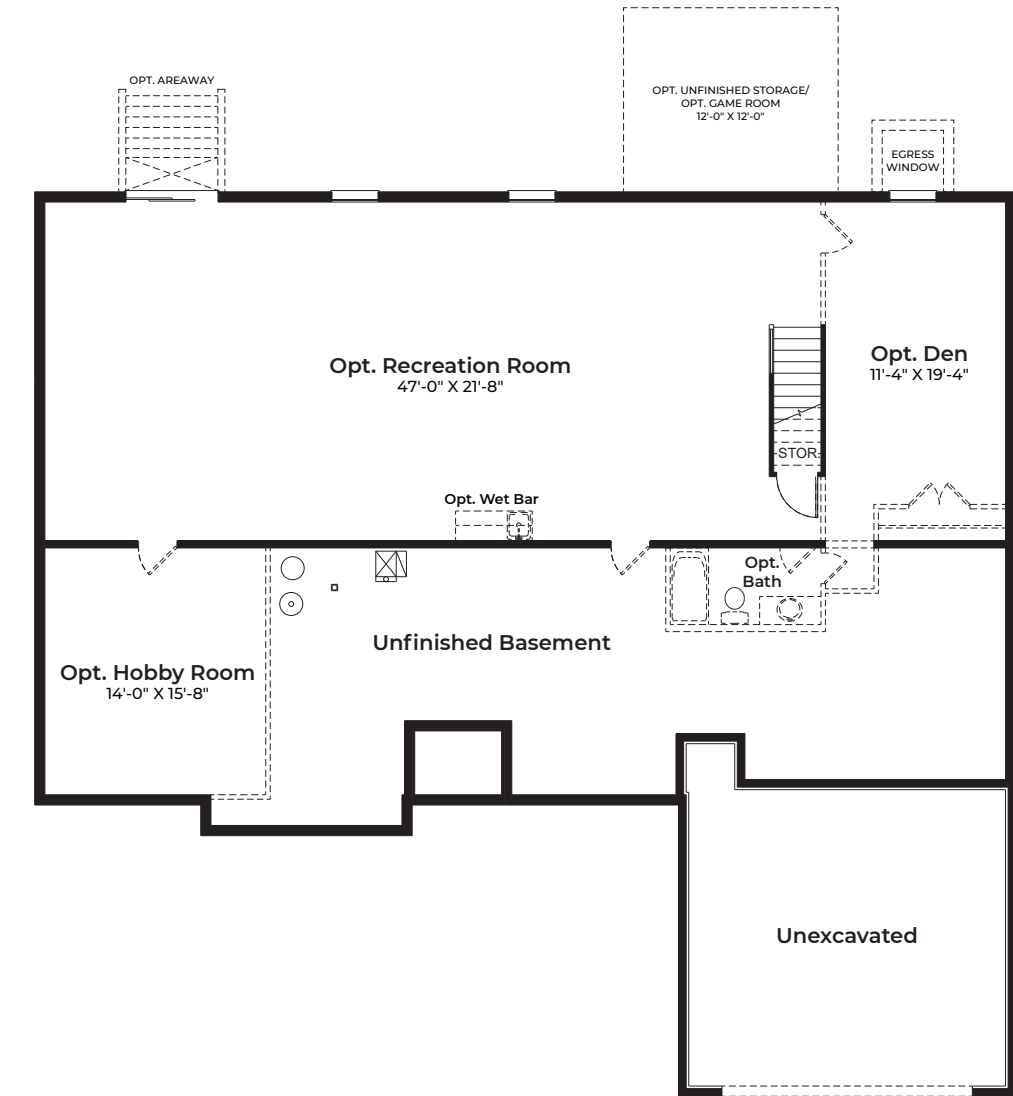 OPT. AREAWAY
OPT. UNFINISHED STORAGE/
OPT. GAME ROOM
12'-0" X 12'-0"
EGRESS
WINDOW
Opt. Recreation Room
47'-0" X 21'-8"
Opt. Den
11'-4" X 19'-4"
STOR.
Opt. Wet Bar
Opt.
Bath
Unfinished Basement
Opt. Hobby Room
14'-0" X 15'-8"
Unexcavated